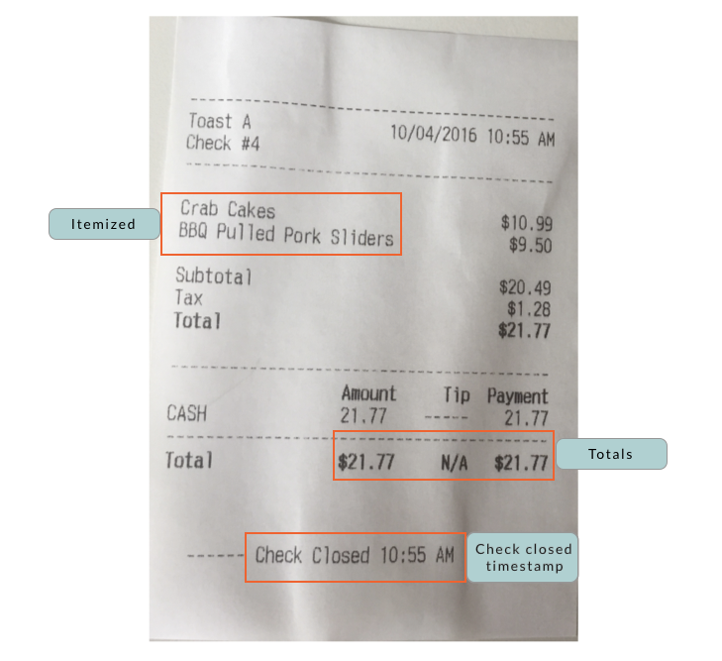 Toast A
Check #4 10/04/2016 10:55 AM
Itemized
Crab Cakes $10.99
BBQ Pulled Pork Sliders $9.50
Subtotal $20.49
Tax $1.28
Total $21.77
Amount Tip Payment
CASH 21.77 ----- 21.77
Total $21.77 N/A $21.77
Totals
------ Check Closed 10:55 AM
Check closed
timestamp